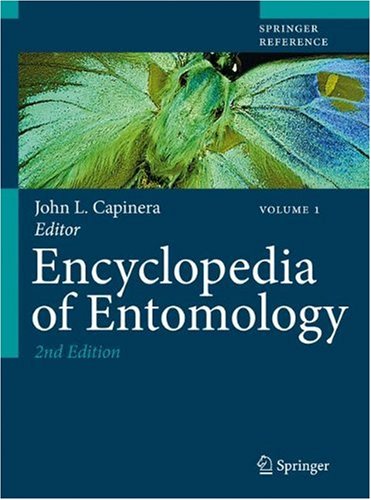 SPRINGER
REFERENCE
John L. Capinera
VOLUME 1
Editor
Encyclopedia
of Entomology
2nd Edition
Springer